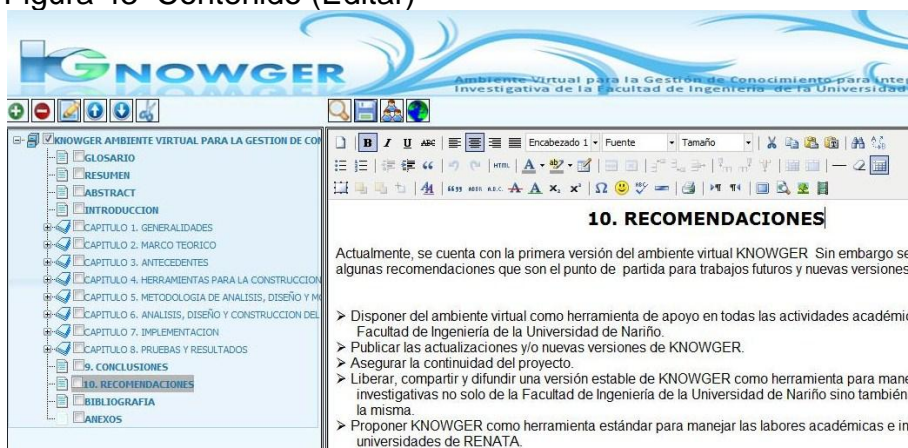 Figura 48 Contenido (Editar)
KGNOWGER
Ambiente Virtual para la Gestión de Conocimiento para
Investigativa de la Facultad de Ingeniería de la Universidad
B I U ABC Encabezado 1 Fuente Tamaño
HTML A
A A x, x² Ω
KNOWGER AMBIENTE VIRTUAL PARA LA GESTION DE CON
GLOSARIO
RESUMEN
ABSTRACT
INTRODUCCION
CAPITULO 1. GENERALIDADES
CAPITULO 2. MARCO TEORICO
CAPITULO 3. ANTECEDENTES
CAPITULO 4. HERRAMIENTAS PARA LA CONSTRUCCION
CAPITULO 5. METODOLOGIA DE ANALISIS, DISEÑO Y MO
CAPITULO 6. ANALISIS, DISEÑO Y CONSTRUCCION DEL
CAPITULO 7. IMPLEMENTACION
CAPITULO 8. PRUEBAS Y RESULTADOS
9. CONCLUSIONES
10. RECOMENDACIONES
BIBLIOGRAFIA
ANEXOS
10. RECOMENDACIONES
Actualmente, se cuenta con la primera versión del ambiente virtual KNOWGER Sin embargo se
algunas recomendaciones que son el punto de partida para trabajos futuros y nuevas versiones
➢ Disponer del ambiente virtual como herramienta de apoyo en todas las actividades académic
Facultad de Ingeniería de la Universidad de Nariño.
➢ Publicar las actualizaciones y/o nuevas versiones de KNOWGER.
➢ Asegurar la continuidad del proyecto.
➢ Liberar, compartir y difundir una versión estable de KNOWGER como herramienta para mane
investigativas no solo de la Facultad de Ingeniería de la Universidad de Nariño sino también
la misma.
➢ Proponer KNOWGER como herramienta estándar para manejar las labores académicas e in
universidades de RENATA.